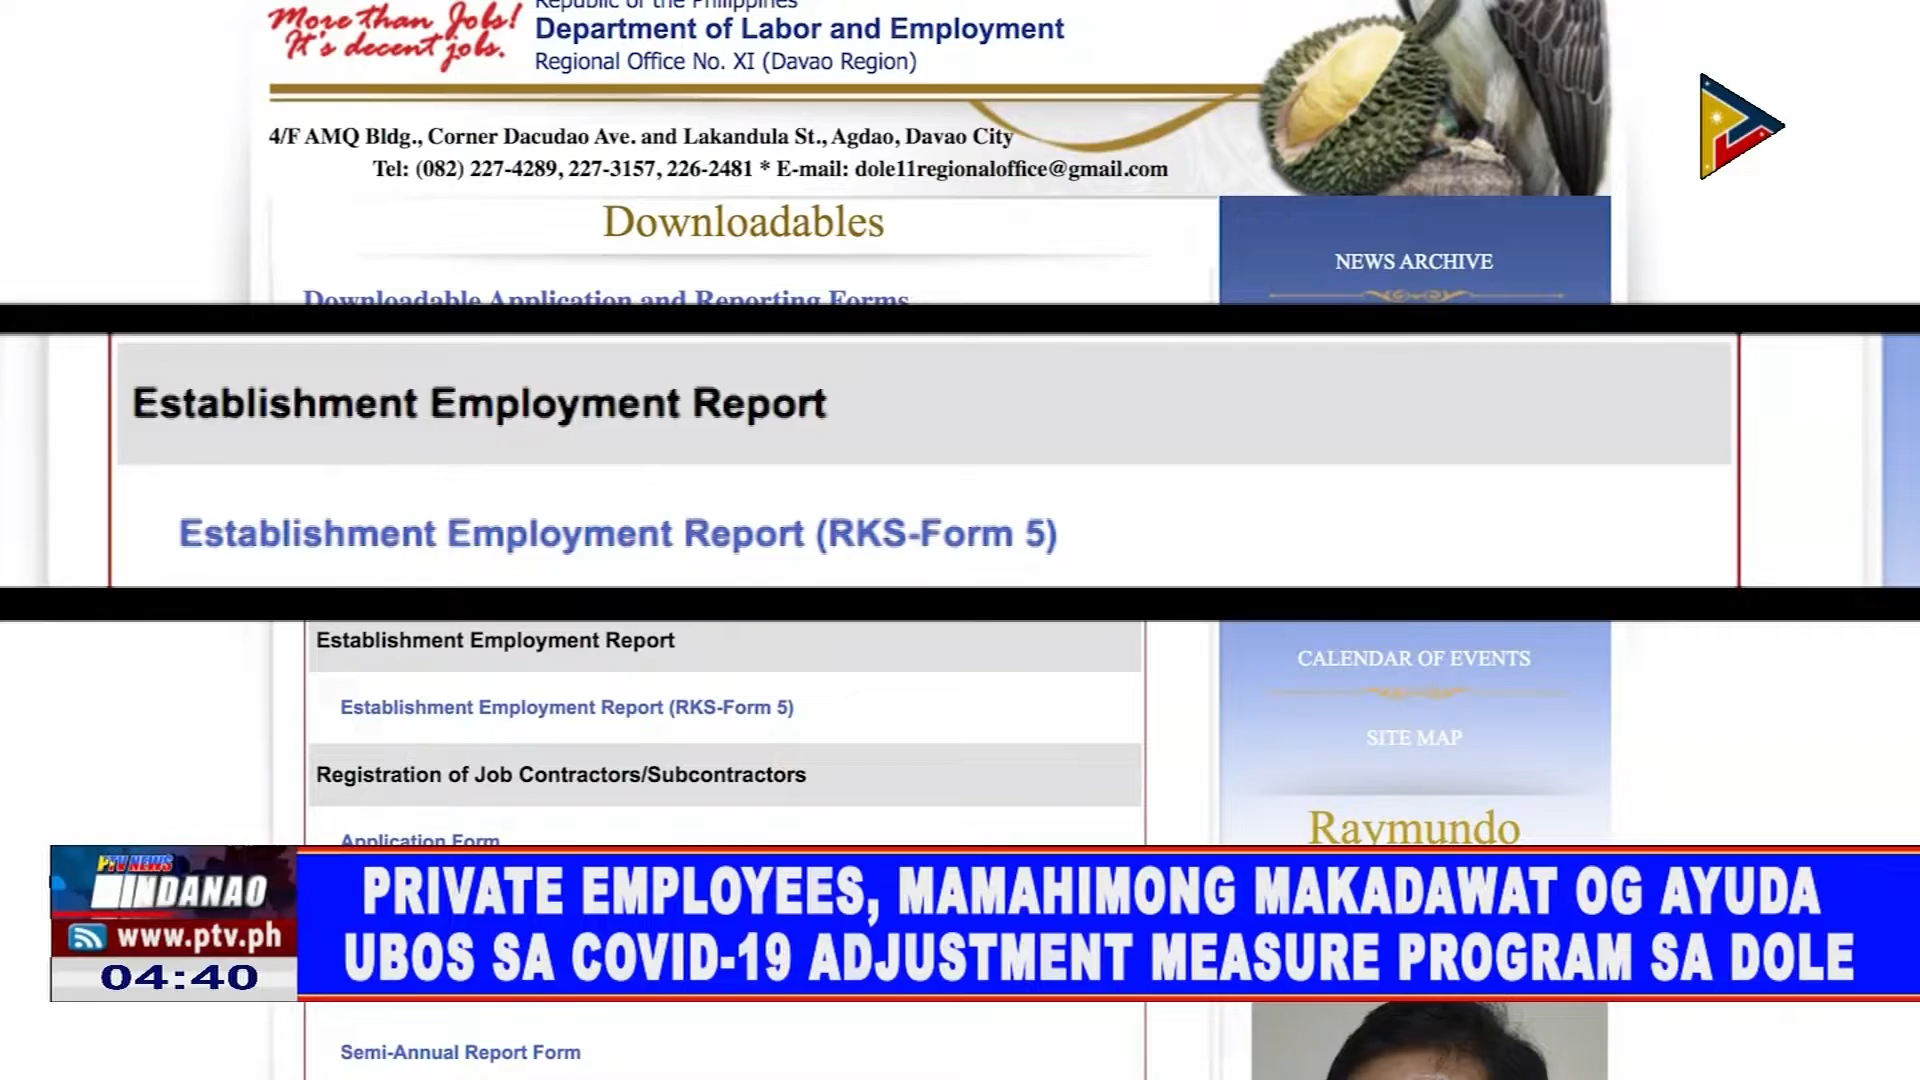 More than Jobs!
It's decent jobs.
Republic of the Philippines
Department of Labor and Employment
Regional Office No. XI (Davao Region)
4/F AMQ Bldg., Corner Dacudao Ave. and Lakandula St., Agdao, Davao City
Tel: (082) 227-4289, 227-3157, 226-2481 * E-mail: dole11regionaloffice@gmail.com
Downloadables
NEWS ARCHIVE
Downloadable Application and Reporting Forms
Establishment Employment Report
Establishment Employment Report (RKS-Form 5)
Establishment Employment Report
Establishment Employment Report (RKS-Form 5)
Registration of Job Contractors/Subcontractors
Application Form
CALENDAR OF EVENTS
SITE MAP
Raymundo
PTV NEWS
MINDANAO
www.ptv.ph
04:40
PRIVATE EMPLOYEES, MAMAHIMONG MAKADAWAT OG AYUDA
UBOS SA COVID-19 ADJUSTMENT MEASURE PROGRAM SA DOLE
Semi-Annual Report Form